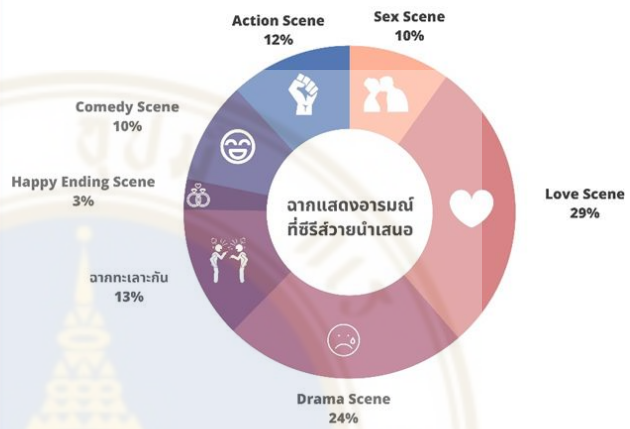 Action Scene
12%
Sex Scene
10%
Comedy Scene
10%
Happy Ending Scene
3%
Love Scene
29%
ฉากแสดงอารมณ์
ที่ซีรีส์วายนำเสนอ
ฉากทะเลาะกัน
13%
Drama Scene
24%